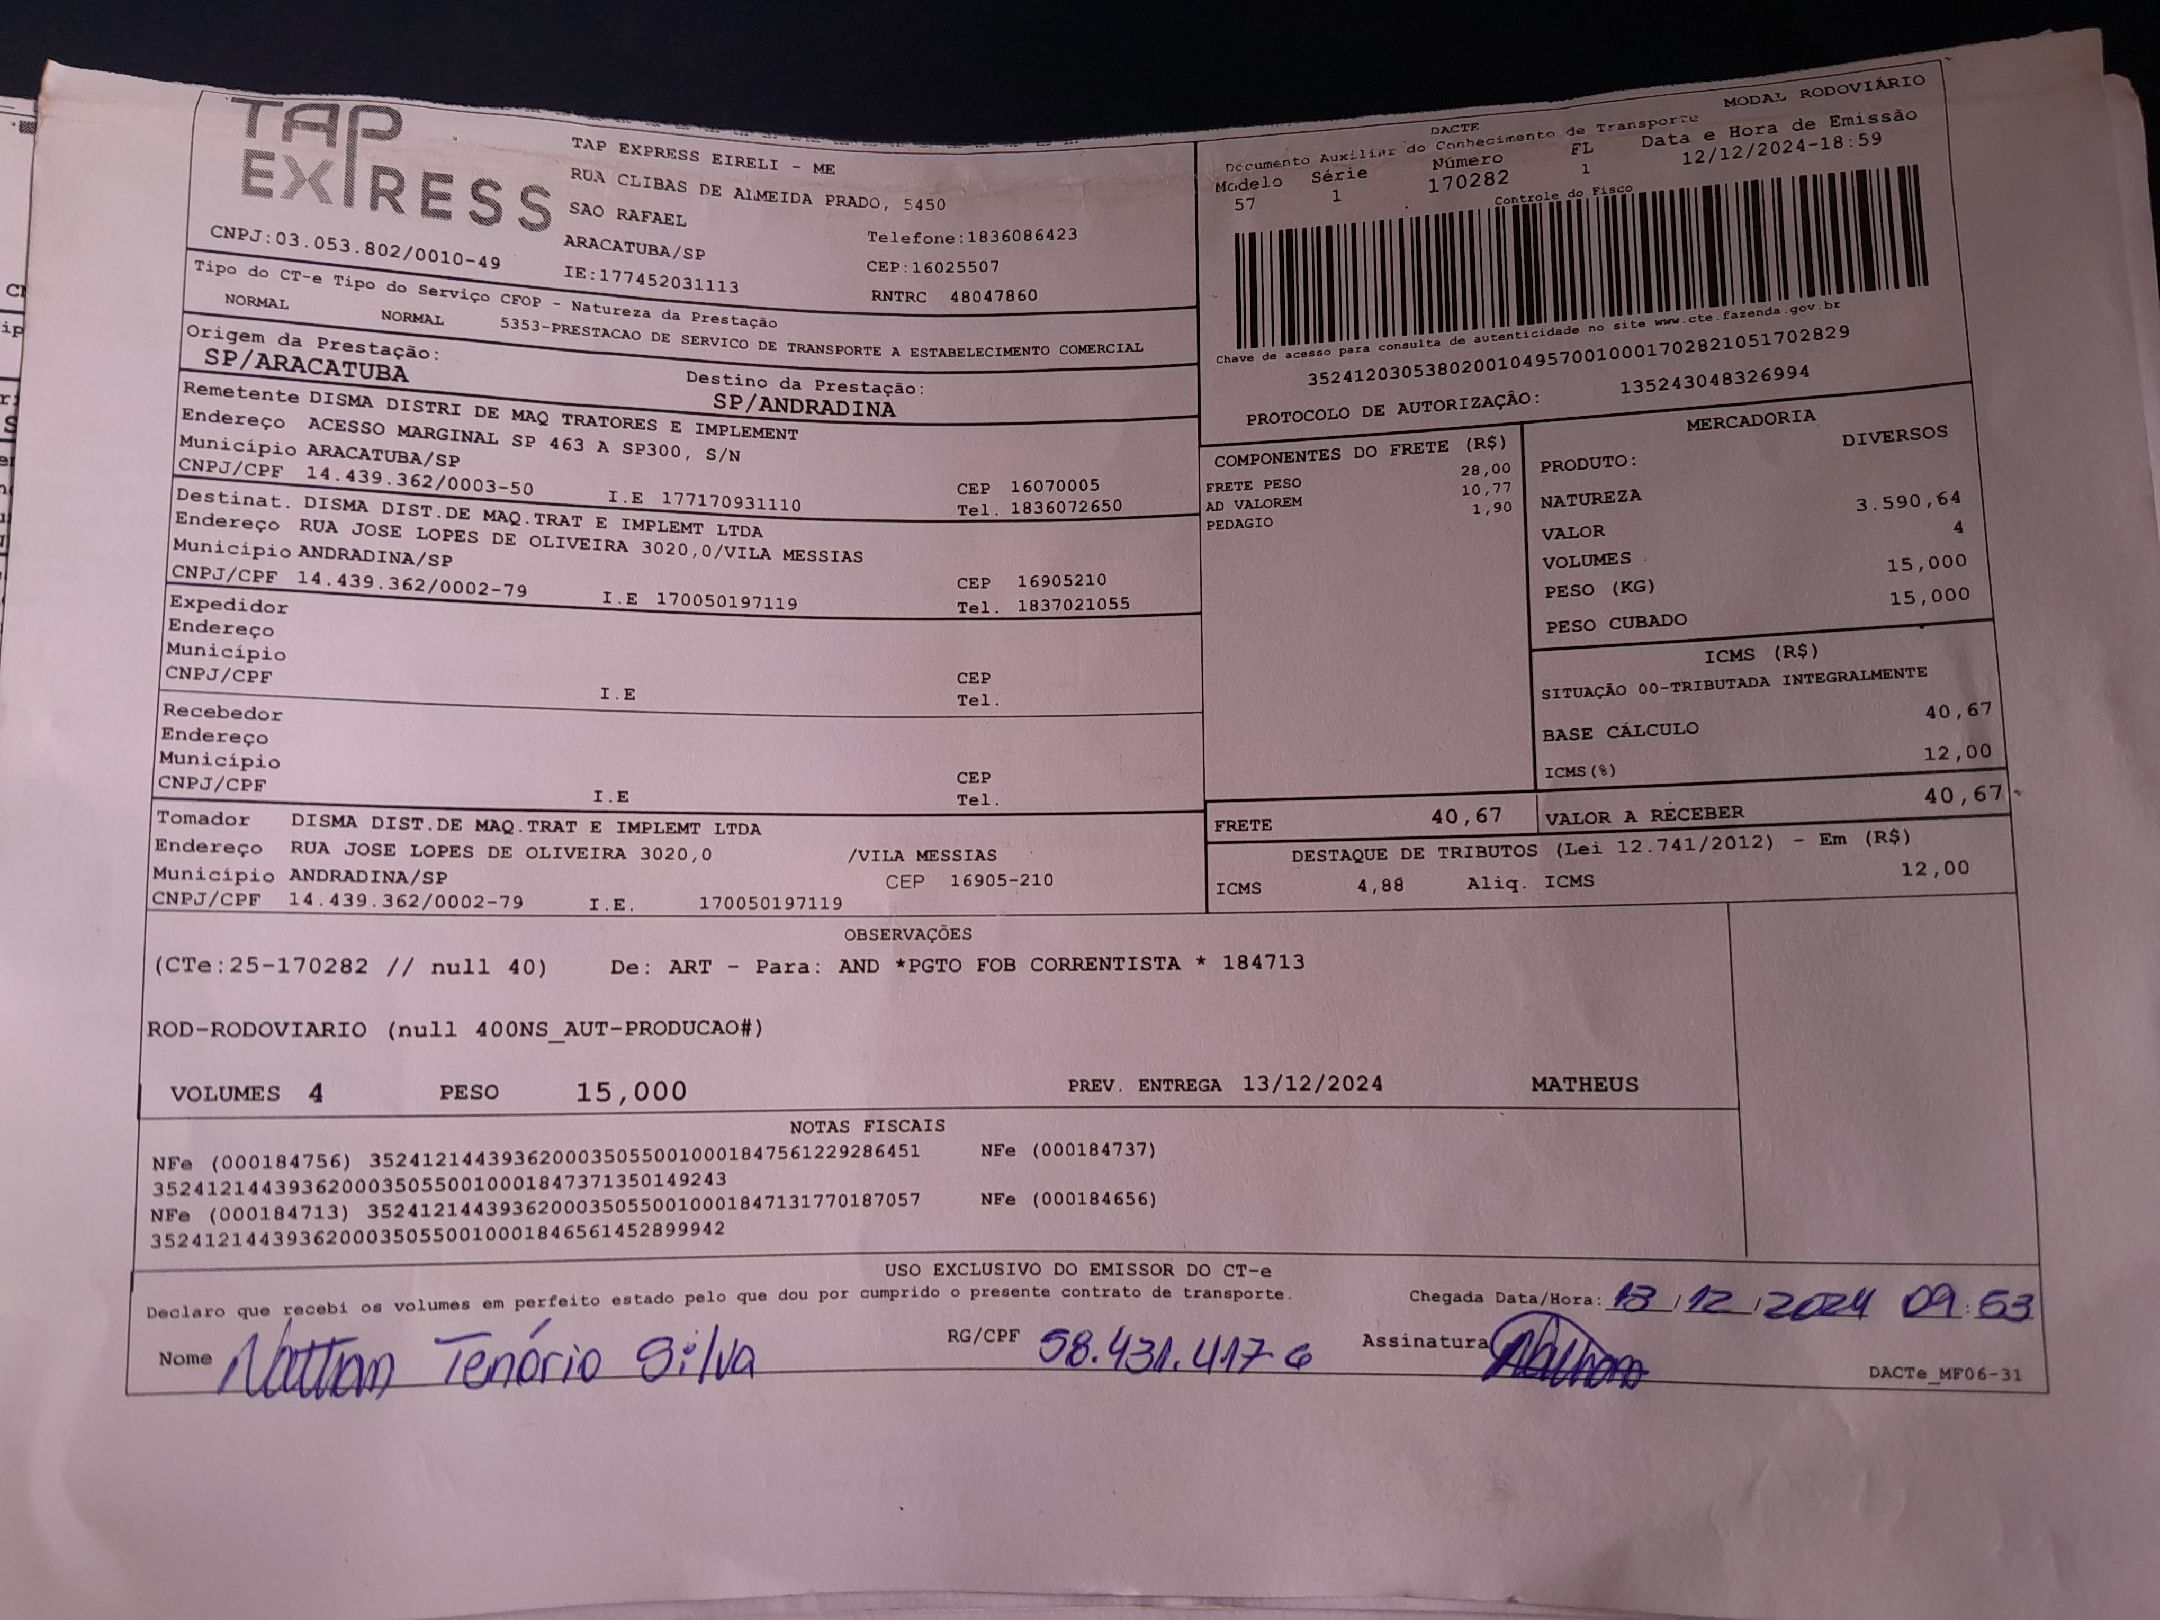 TAP
EXPRESS
TAP EXPRESS EIRELI - ME
RUA CLIBAS DE ALMEIDA PRADO, 5450
SAO RAFAEL
ARACATUBA/SP
IE:177452031113
Telefone:1836086423
CEP:16025507
RNTRC 48047860
CNPJ:03.053.802/0010-49
Tipo do CT-e Tipo do Serviço CFOP - Natureza da Prestação
NORMAL NORMAL 5353-PRESTACAO DE SERVICO DE TRANSPORTE A ESTABELECIMENTO COMERCIAL
Origem da Prestação:
SP/ARACATUBA
Destino da Prestação:
SP/ANDRADINA
Remetente DISMA DISTRI DE MAQ TRATORES E IMPLEMENT
Endereço ACESSO MARGINAL SP 463 A SP300, S/N
Município ARACATUBA/SP
CEP 16070005
CNPJ/CPF 14.439.362/0003-50 I.E 177170931110 Tel. 1836072650
Destinat. DISMA DIST.DE MAQ.TRAT E IMPLEMT LTDA
Endereço RUA JOSE LOPES DE OLIVEIRA 3020,0/VILA MESSIAS
Município ANDRADINA/SP CEP 16905210
CNPJ/CPF 14.439.362/0002-79 I.E 170050197119 Tel. 1837021055
Expedidor
Endereço
Município CEP
CNPJ/CPF I.E Tel.
Recebedor
Endereço
Município CEP
CNPJ/CPF I.E Tel.
Tomador DISMA DIST.DE MAQ.TRAT E IMPLEMT LTDA
Endereço RUA JOSE LOPES DE OLIVEIRA 3020,0 /VILA MESSIAS
Município ANDRADINA/SP CEP 16905-210
CNPJ/CPF 14.439.362/0002-79 I.E. 170050197119
MODAL RODOVIÁRIO
DACTE
Documento Auxiliar do Conhecimento de Transporte
Modelo Série Número FL Data e Hora de Emissão
57 1 170282 1 12/12/2024-18:59
Controle do Fisco
Chave de acesso para consulta de autenticidade no site www.cte.fazenda.gov.br
35241203053802001049570010001702821051702829
PROTOCOLO DE AUTORIZAÇÃO: 135243048326994
COMPONENTES DO FRETE (R$)
FRETE PESO 28,00
AD VALOREM 10,77
PEDAGIO 1,90
MERCADORIA
PRODUTO: DIVERSOS
NATUREZA
VALOR 3.590,64
VOLUMES 4
PESO (KG) 15,000
PESO CUBADO 15,000
ICMS (R$)
SITUAÇÃO 00-TRIBUTADA INTEGRALMENTE
BASE CÁLCULO 40,67
ICMS(%) 12,00
FRETE 40,67 VALOR A RECEBER 40,67
DESTAQUE DE TRIBUTOS (Lei 12.741/2012) - Em (R$)
ICMS 4,88 Aliq. ICMS 12,00
OBSERVAÇÕES
(CTe:25-170282 // null 40) De: ART - Para: AND *PGTO FOB CORRENTISTA * 184713
ROD-RODOVIARIO (null 400NS_AUT-PRODUCAO#)
VOLUMES 4 PESO 15,000 PREV. ENTREGA 13/12/2024 MATHEUS
NOTAS FISCAIS
NFe (000184756) 35241214439362000350550010001847561229286451 NFe (000184737)
35241214439362000350550010001847371350149243
NFe (000184713) 35241214439362000350550010001847131770187057 NFe (000184656)
35241214439362000350550010001846561452899942
USO EXCLUSIVO DO EMISSOR DO CT-e
Declaro que recebi os volumes em perfeito estado pelo que dou por cumprido o presente contrato de transporte. Chegada Data/Hora: 13/12/2024 09:53
Nome Nathan Tenório Silva RG/CPF 58.431.417-6 Assinatura Nathan
DACTe_MF06-31